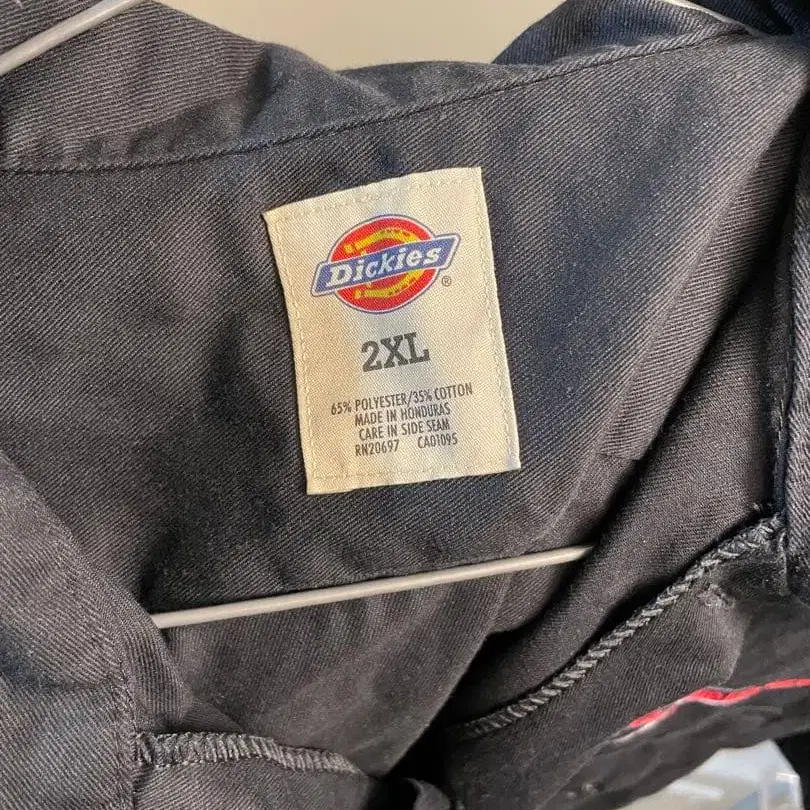 Dickies
®
2XL
65% POLYESTER/35% COTTON
MADE IN HONDURAS
CARE IN SIDE SEAM
RN20697 CA01095